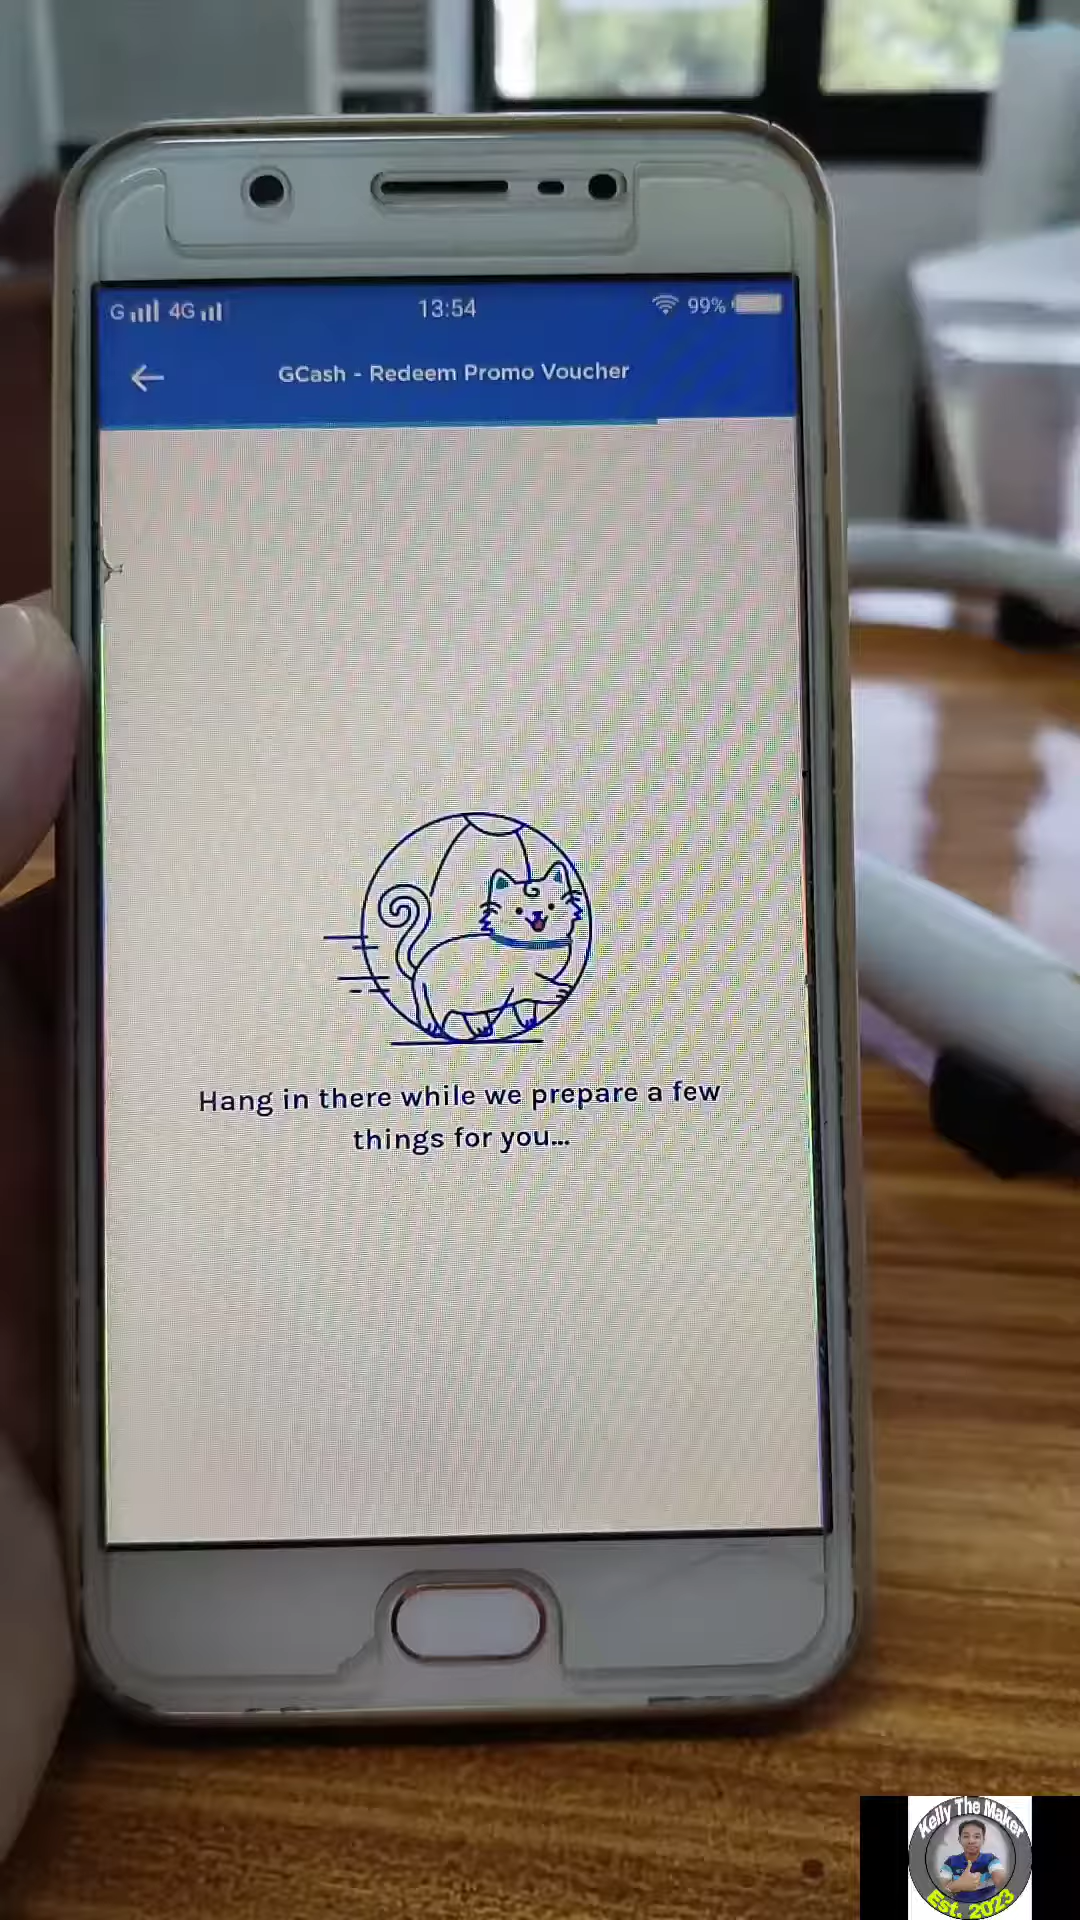 G 4G 13:54 99%
GCash - Redeem Promo Voucher
Hang in there while we prepare a few
things for you...
Kelly The Maker
Est. 2023